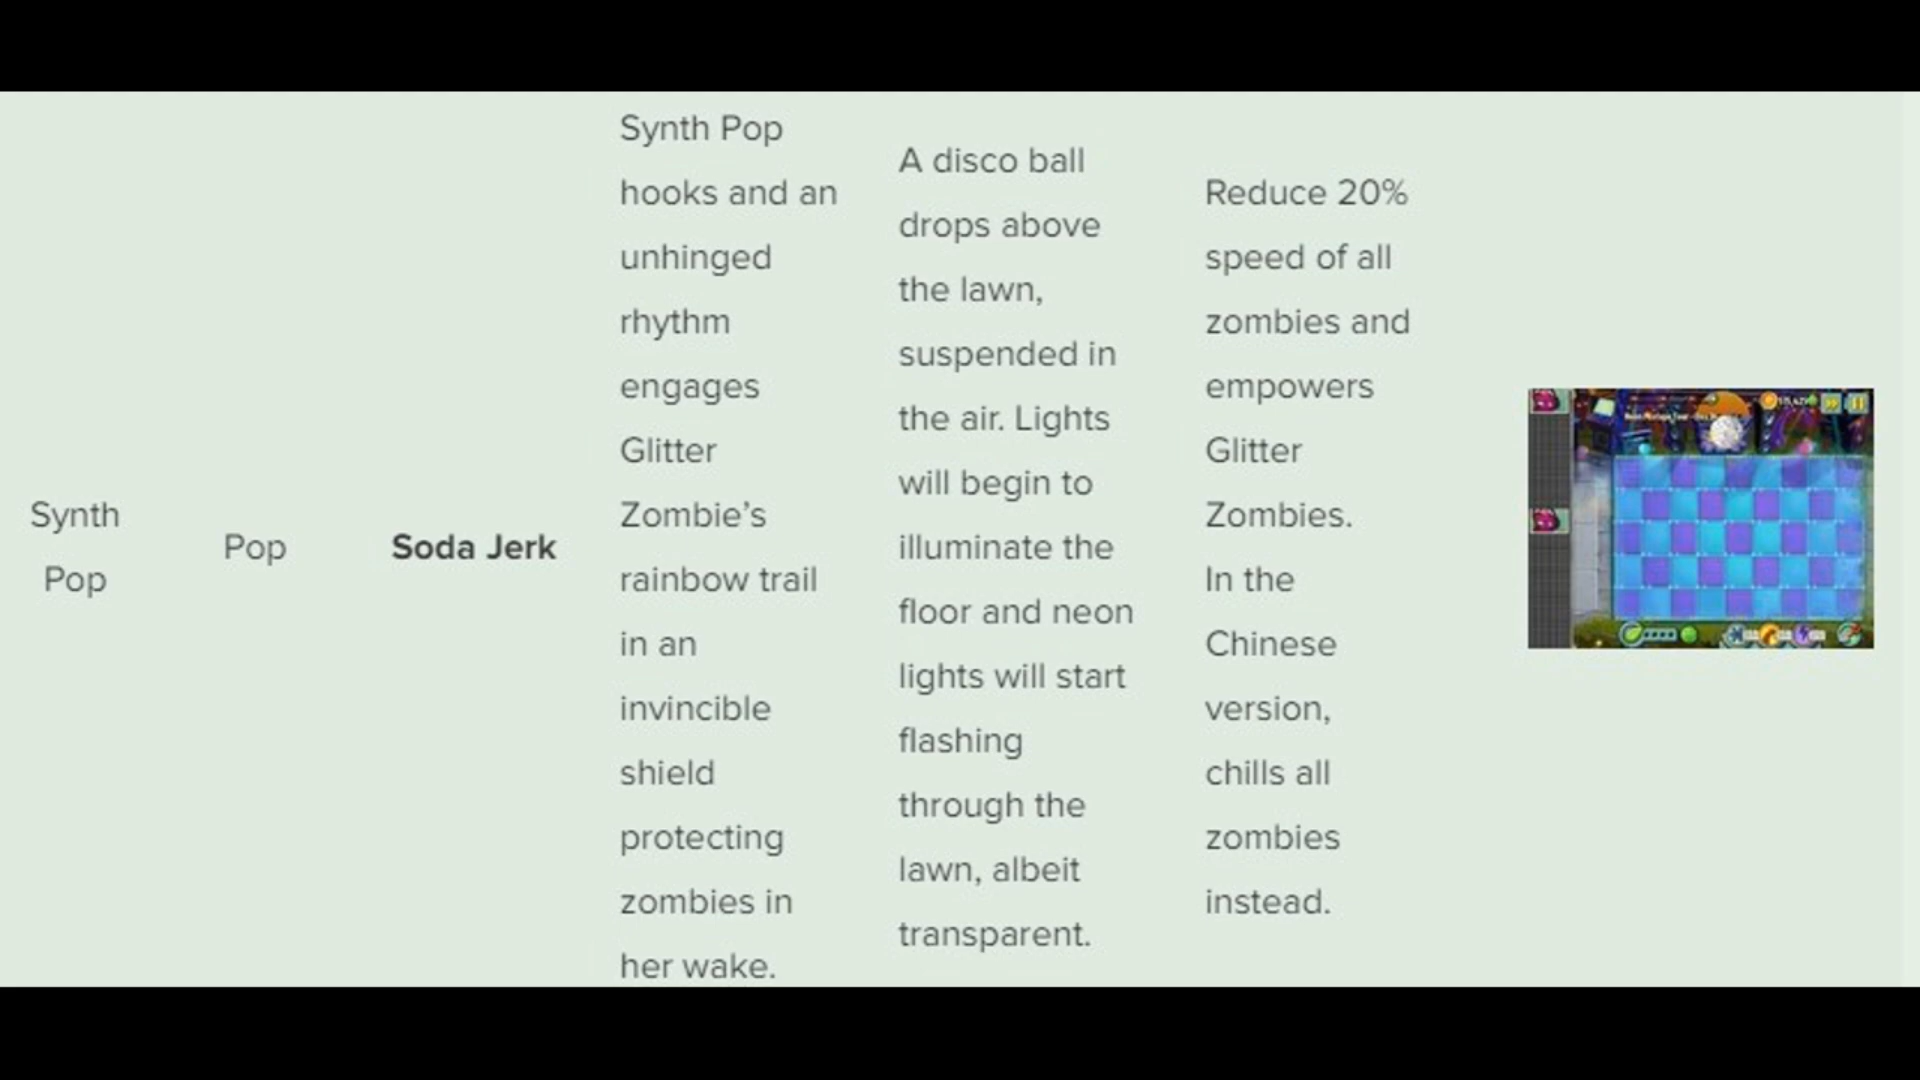 Synth
Pop
Pop
Soda Jerk
Synth Pop
hooks and an
unhinged
rhythm
engages
Glitter
Zombie's
rainbow trail
in an
invincible
shield
protecting
zombies in
her wake.
A disco ball
drops above
the lawn,
suspended in
the air. Lights
will begin to
illuminate the
floor and neon
lights will start
flashing
through the
lawn, albeit
transparent.
Reduce 20%
speed of all
zombies and
empowers
Glitter
Zombies.
In the
Chinese
version,
chills all
zombies
instead.